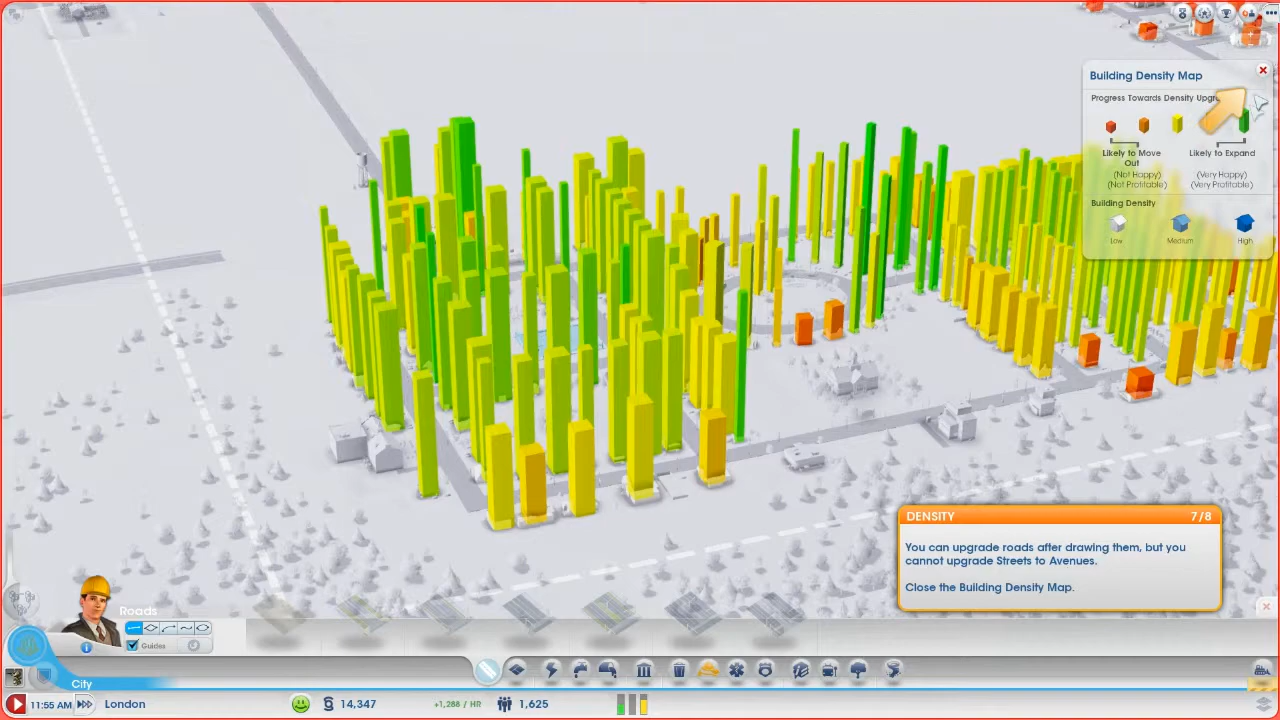 Building Density Map
Progress Towards Density
Likely to Move Out
(Not Happy)
(Not Profitable)
Likely to Expand
(Very Happy)
(Very Profitable)
Building Density
Low
Medium
High
DENSITY
7/8
You can upgrade roads after drawing them, but you
cannot upgrade Streets to Avenues.
Close the Building Density Map.
Roads
Guides
City
11:55 AM
London
14,347
+1,288 / HR
1,625